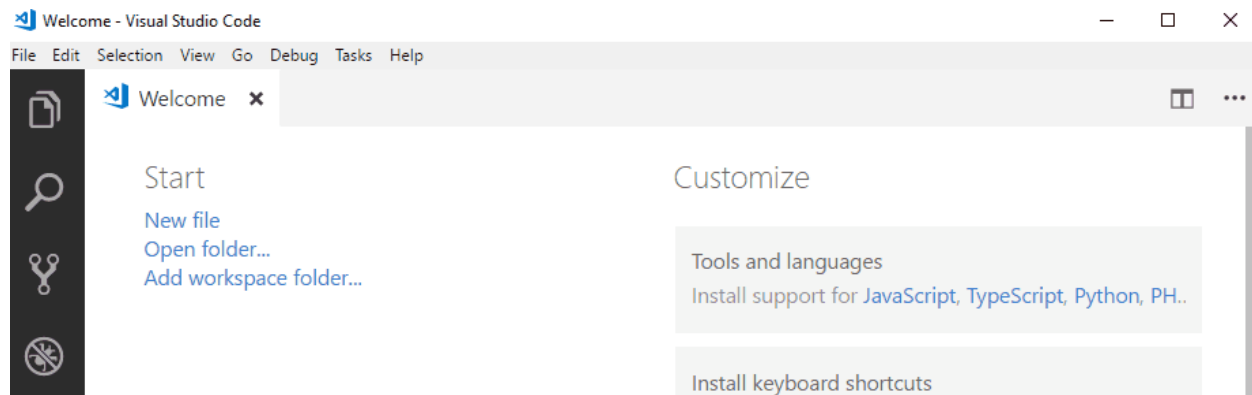 Welcome - Visual Studio Code
File Edit Selection View Go Debug Tasks Help
Welcome
Start
New file
Open folder...
Add workspace folder...
Customize
Tools and languages
Install support for JavaScript, TypeScript, Python, PH..
Install keyboard shortcuts